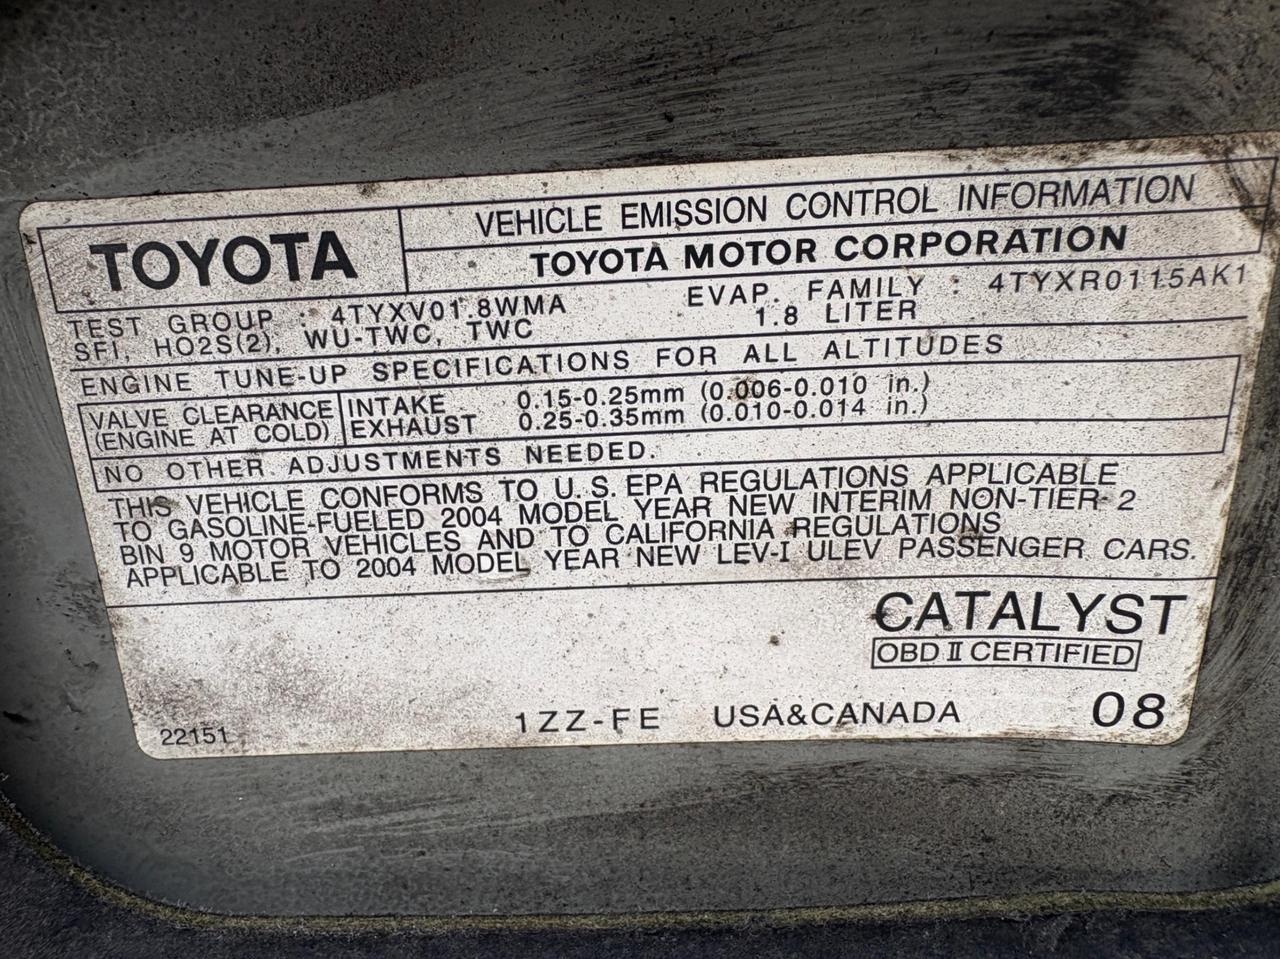 TOYOTA
VEHICLE EMISSION CONTROL INFORMATION
TOYOTA MOTOR CORPORATION
TEST GROUP : 4TYXV01.8WMA EVAP. FAMILY : 4TYXR0115AK1
SFI, HO2S(2), WU-TWC, TWC 1.8 LITER
ENGINE TUNE-UP SPECIFICATIONS FOR ALL ALTITUDES
VALVE CLEARANCE INTAKE 0.15-0.25mm (0.006-0.010 in.)
(ENGINE AT COLD) EXHAUST 0.25-0.35mm (0.010-0.014 in.)
NO OTHER ADJUSTMENTS NEEDED.
THIS VEHICLE CONFORMS TO U.S. EPA REGULATIONS APPLICABLE
TO GASOLINE-FUELED 2004 MODEL YEAR NEW INTERIM NON-TIER 2
BIN 9 MOTOR VEHICLES AND TO CALIFORNIA REGULATIONS
APPLICABLE TO 2004 MODEL YEAR NEW LEV-I ULEV PASSENGER CARS.
CATALYST
OBD II CERTIFIED
22151 1ZZ-FE USA&CANADA 08